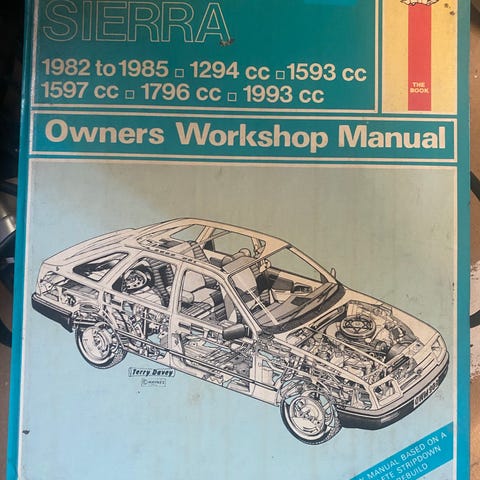 SIERRA
THE
BOOK
1982 to 1985 □ 1294 cc □ 1593 cc
1597 cc □ 1796 cc □ 1993 cc
Owners Workshop Manual
Terry Davey
© HAYNES
MANUAL BASED ON A
STRIPDOWN
REBUILD